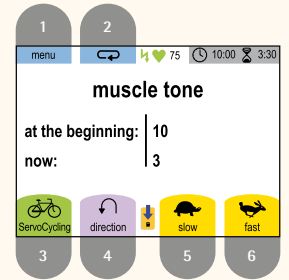 1 2
menu 75 10:00 3:30
muscle tone
at the beginning: 10
now: 3
ServoCycling direction slow fast
3 4 5 6